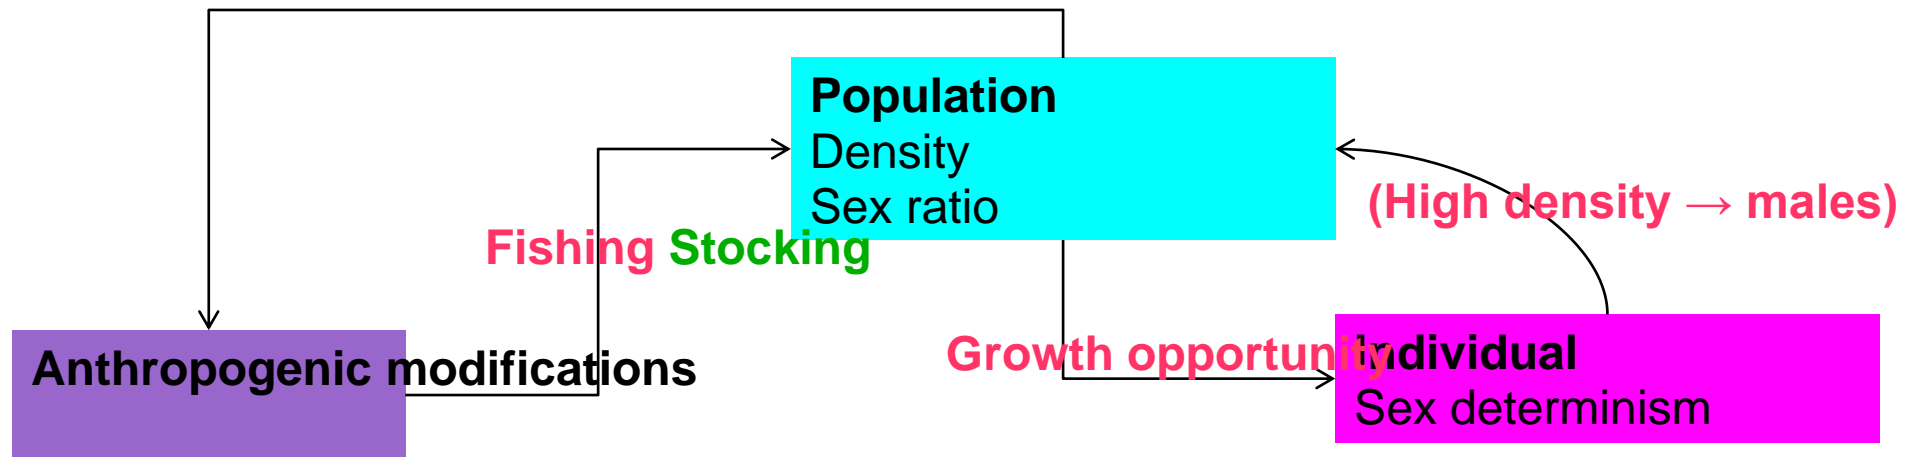 Population
Density
Sex ratio
(High density → males)
Fishing Stocking
Growth opportunity
Individual
Sex determinism
Anthropogenic modifications